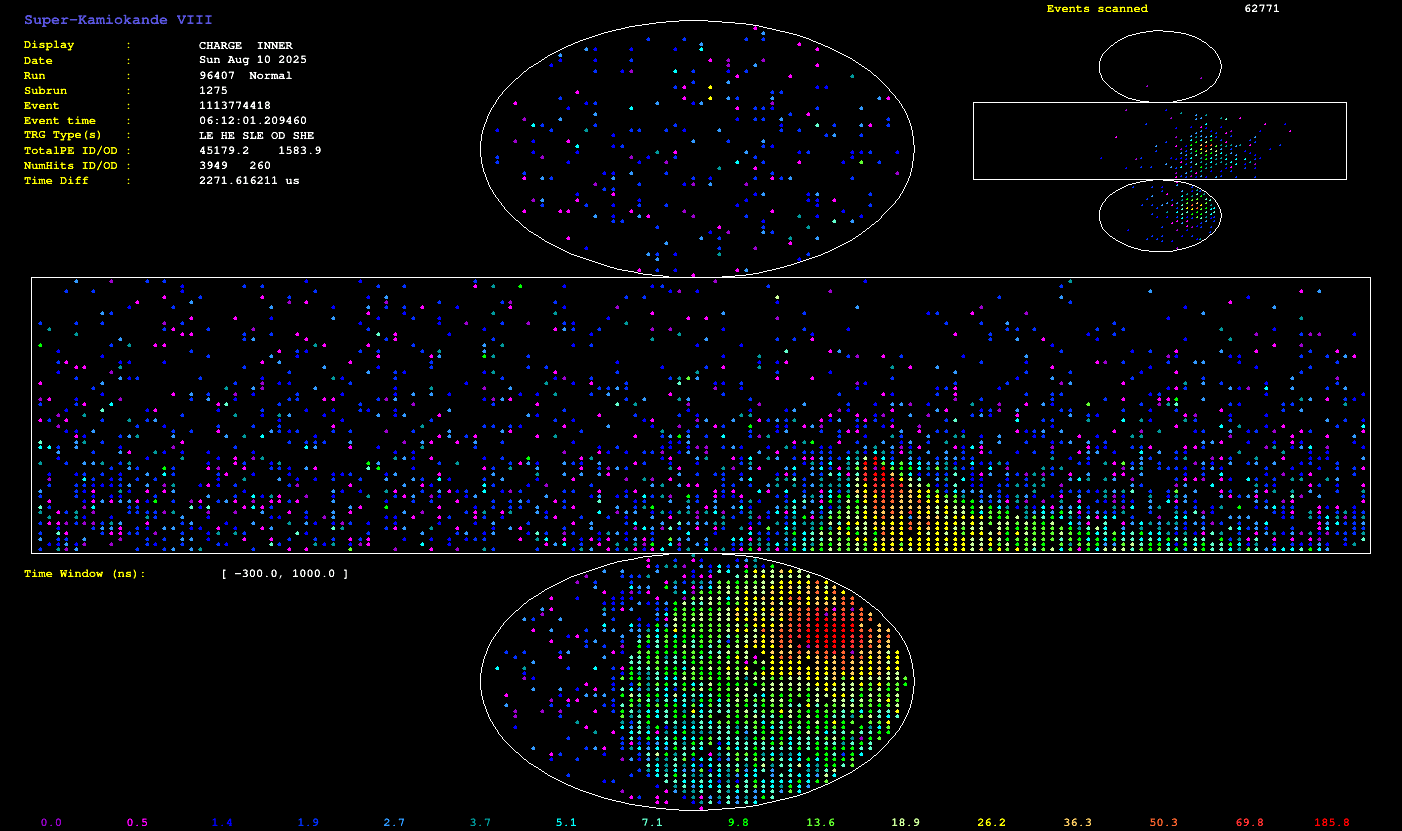 Super-Kamiokande VIII
Events scanned 62771
Display : CHARGE INNER
Date : Sun Aug 10 2025
Run : 96407 Normal
Subrun : 1275
Event : 1113774418
Event time : 06:12:01.209460
TRG Type(s) : LE HE SLE OD SHE
TotalPE ID/OD : 45179.2 1583.9
NumHits ID/OD : 3949 260
Time Diff : 2271.616211 us
Time Window (ns): [ -300.0, 1000.0 ]
0.0 0.5 1.4 1.9 2.7 3.7 5.1 7.1 9.8 13.6 18.9 26.2 36.3 50.3 69.8 185.8